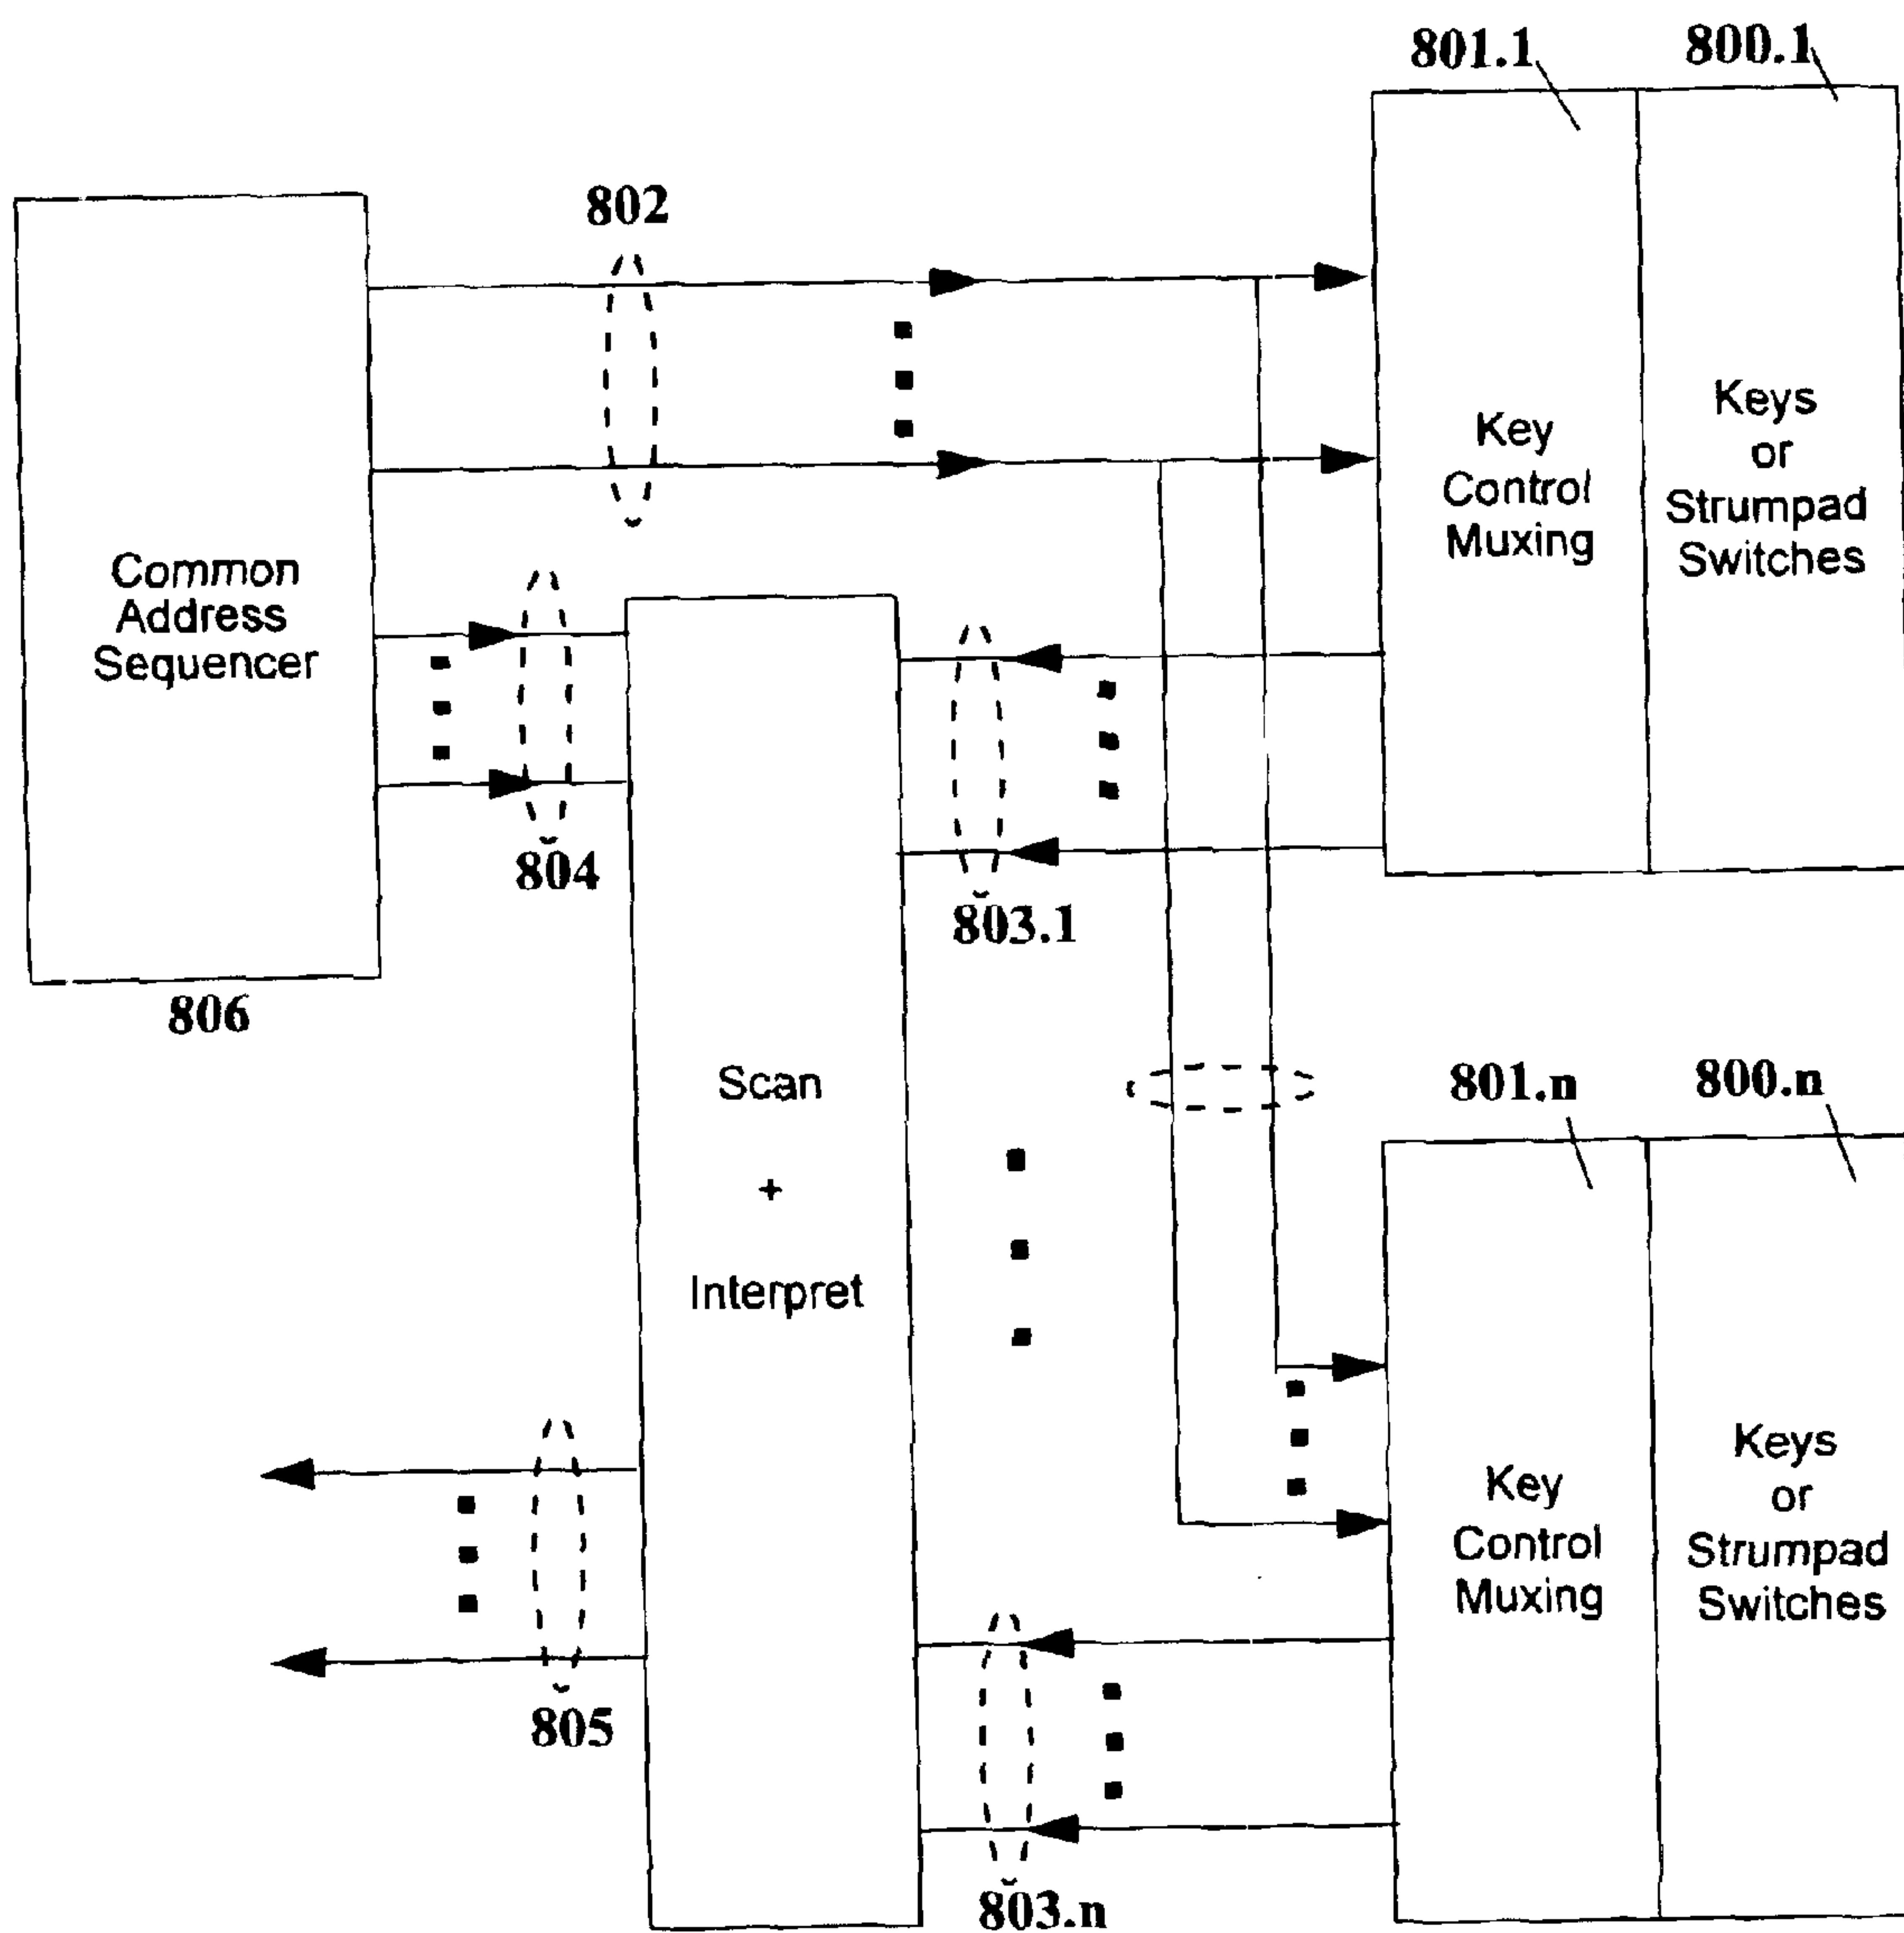 801.1
800.1
802
Key
Control
Muxing
Keys
or
Strumpad
Switches
Common
Address
Sequencer
804
803.1
806
Scan
+
Interpret
801.n
800.n
Key
Control
Muxing
Keys
or
Strumpad
Switches
805
803.n